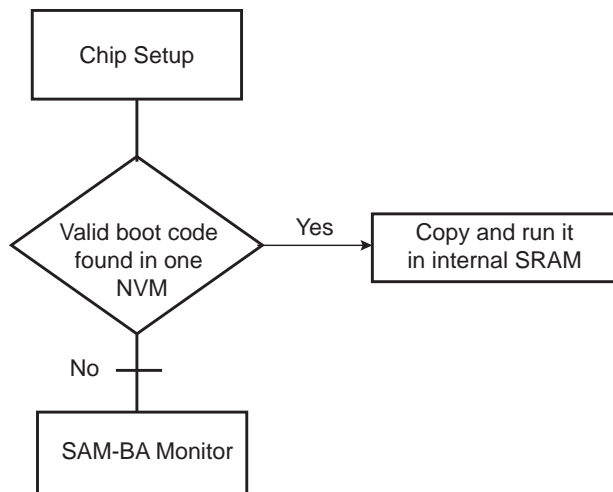 Chip Setup
Valid boot code
found in one
NVM
Yes
Copy and run it
in internal SRAM
No
SAM-BA Monitor